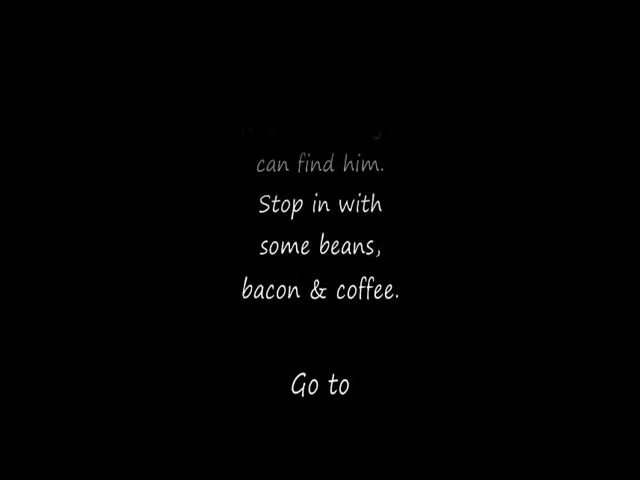 can find him.
Stop in with
some beans,
bacon & coffee.
Go to